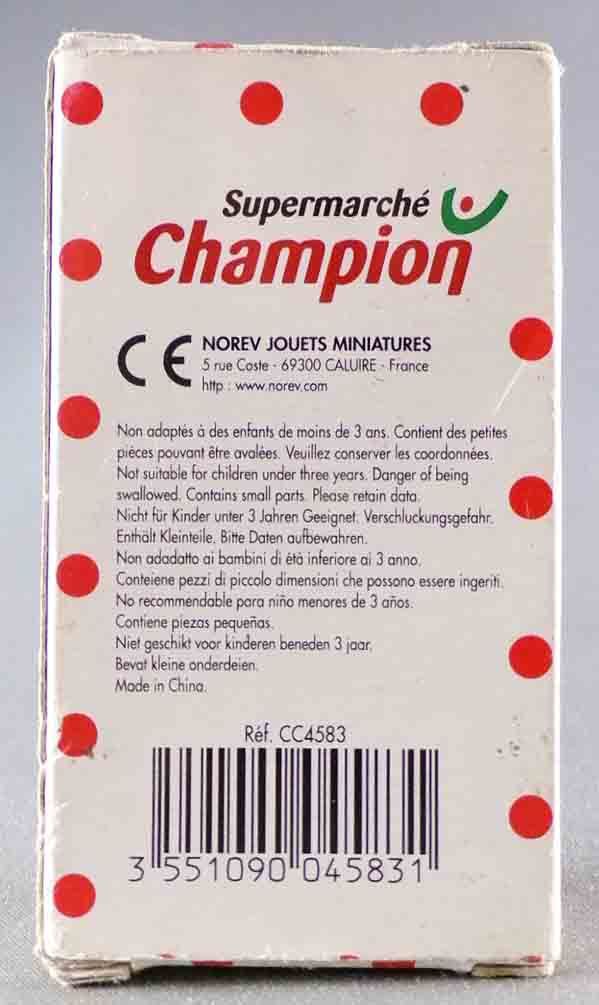 Supermarché
Champion
CE NOREV JOUETS MINIATURES
5 rue Coste - 69300 CALUIRE - France
http : www.norev.com
Non adaptés à des enfants de moins de 3 ans. Contient des petites
pièces pouvant être avalées. Veuillez conserver les coordonnées.
Not suitable for children under three years. Danger of being
swallowed. Contains small parts. Please retain data.
Nicht für Kinder unter 3 Jahren Geeignet. Verschluckungsgefahr.
Enthält Kleinteile. Bitte Daten aufbewahren.
Non adadatto ai bambini di età inferiore ai 3 anno.
Conteiene pezzi di piccolo dimensioni che possono essere ingeriti.
No recommendable para niño menores de 3 años.
Contiene piezas pequeñas.
Niet geschikt voor kinderen beneden 3 jaar.
Bevat kleine onderdeien.
Made in China.
Réf. CC4583
3 551090 045831